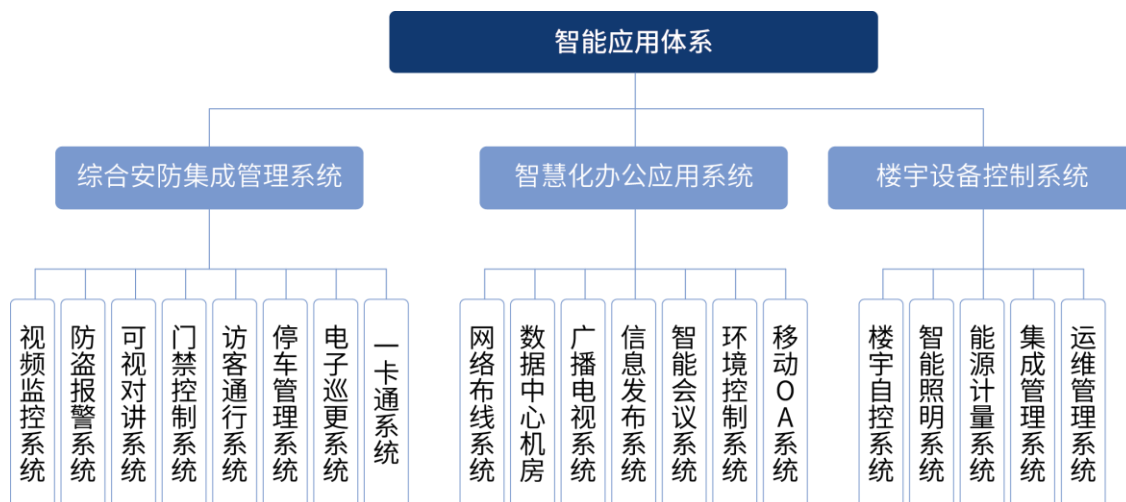 智能应用体系
综合安防集成管理系统
智慧化办公应用系统
楼宇设备控制系统
视频监控系统
防盗报警系统
可视对讲系统
门禁控制系统
访客通行系统
停车管理系统
电子巡更系统
一卡通系统
网络布线系统
数据中心机房
广播电视系统
信息发布系统
智能会议系统
环境控制系统
移动OA系统
楼宇自控系统
智能照明系统
能源计量系统
集成管理系统
运维管理系统